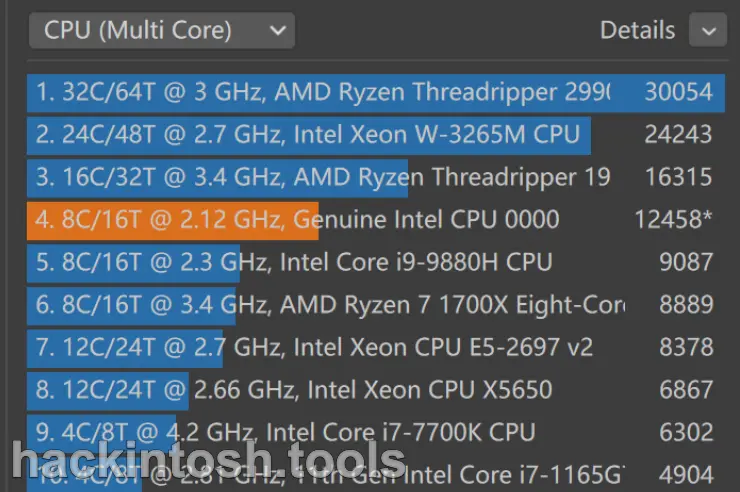 CPU (Multi Core)
Details
1. 32C/64T @ 3 GHz, AMD Ryzen Threadripper 299 30054
2. 24C/48T @ 2.7 GHz, Intel Xeon W-3265M CPU 24243
3. 16C/32T @ 3.4 GHz, AMD Ryzen Threadripper 19 16315
4. 8C/16T @ 2.12 GHz, Genuine Intel CPU 0000 12458*
5. 8C/16T @ 2.3 GHz, Intel Core i9-9880H CPU 9087
6. 8C/16T @ 3.4 GHz, AMD Ryzen 7 1700X Eight-Core 8889
7. 12C/24T @ 2.7 GHz, Intel Xeon CPU E5-2697 v2 8378
8. 12C/24T @ 2.66 GHz, Intel Xeon CPU X5650 6867
9. 4C/8T @ 4.2 GHz, Intel Core i7-7700K CPU 6302
10. 4C/8T @ 2.81 GHz, 11th Gen Intel Core i7-1165G 4904
hackintosh.tools